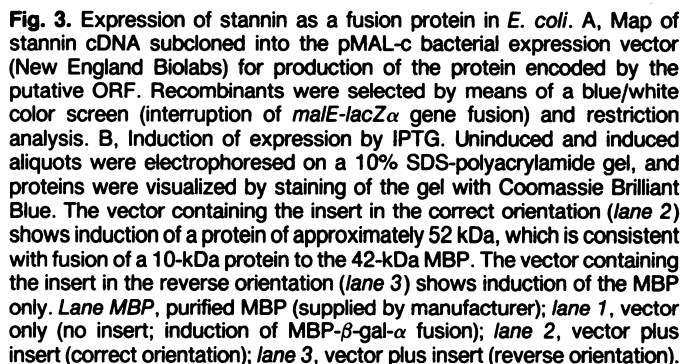 Fig. 3. Expression of stannin as a fusion protein in E. coli. A, Map of
stannin cDNA subcloned into the pMAL-c bacterial expression vector
(New England Biolabs) for production of the protein encoded by the
putative ORF. Recombinants were selected by means of a blue/white
color screen (interruption of malE-lacZα gene fusion) and restriction
analysis. B, Induction of expression by IPTG. Uninduced and induced
aliquots were electrophoresed on a 10% SDS-polyacrylamide gel, and
proteins were visualized by staining of the gel with Coomassie Brilliant
Blue. The vector containing the insert in the correct orientation (lane 2)
shows induction of a protein of approximately 52 kDa, which is consistent
with fusion of a 10-kDa protein to the 42-kDa MBP. The vector containing
the insert in the reverse orientation (lane 3) shows induction of the MBP
only. Lane MBP, purified MBP (supplied by manufacturer); lane 1, vector
only (no insert; induction of MBP-β-gal-α fusion); lane 2, vector plus
insert (correct orientation); lane 3, vector plus insert (reverse orientation).